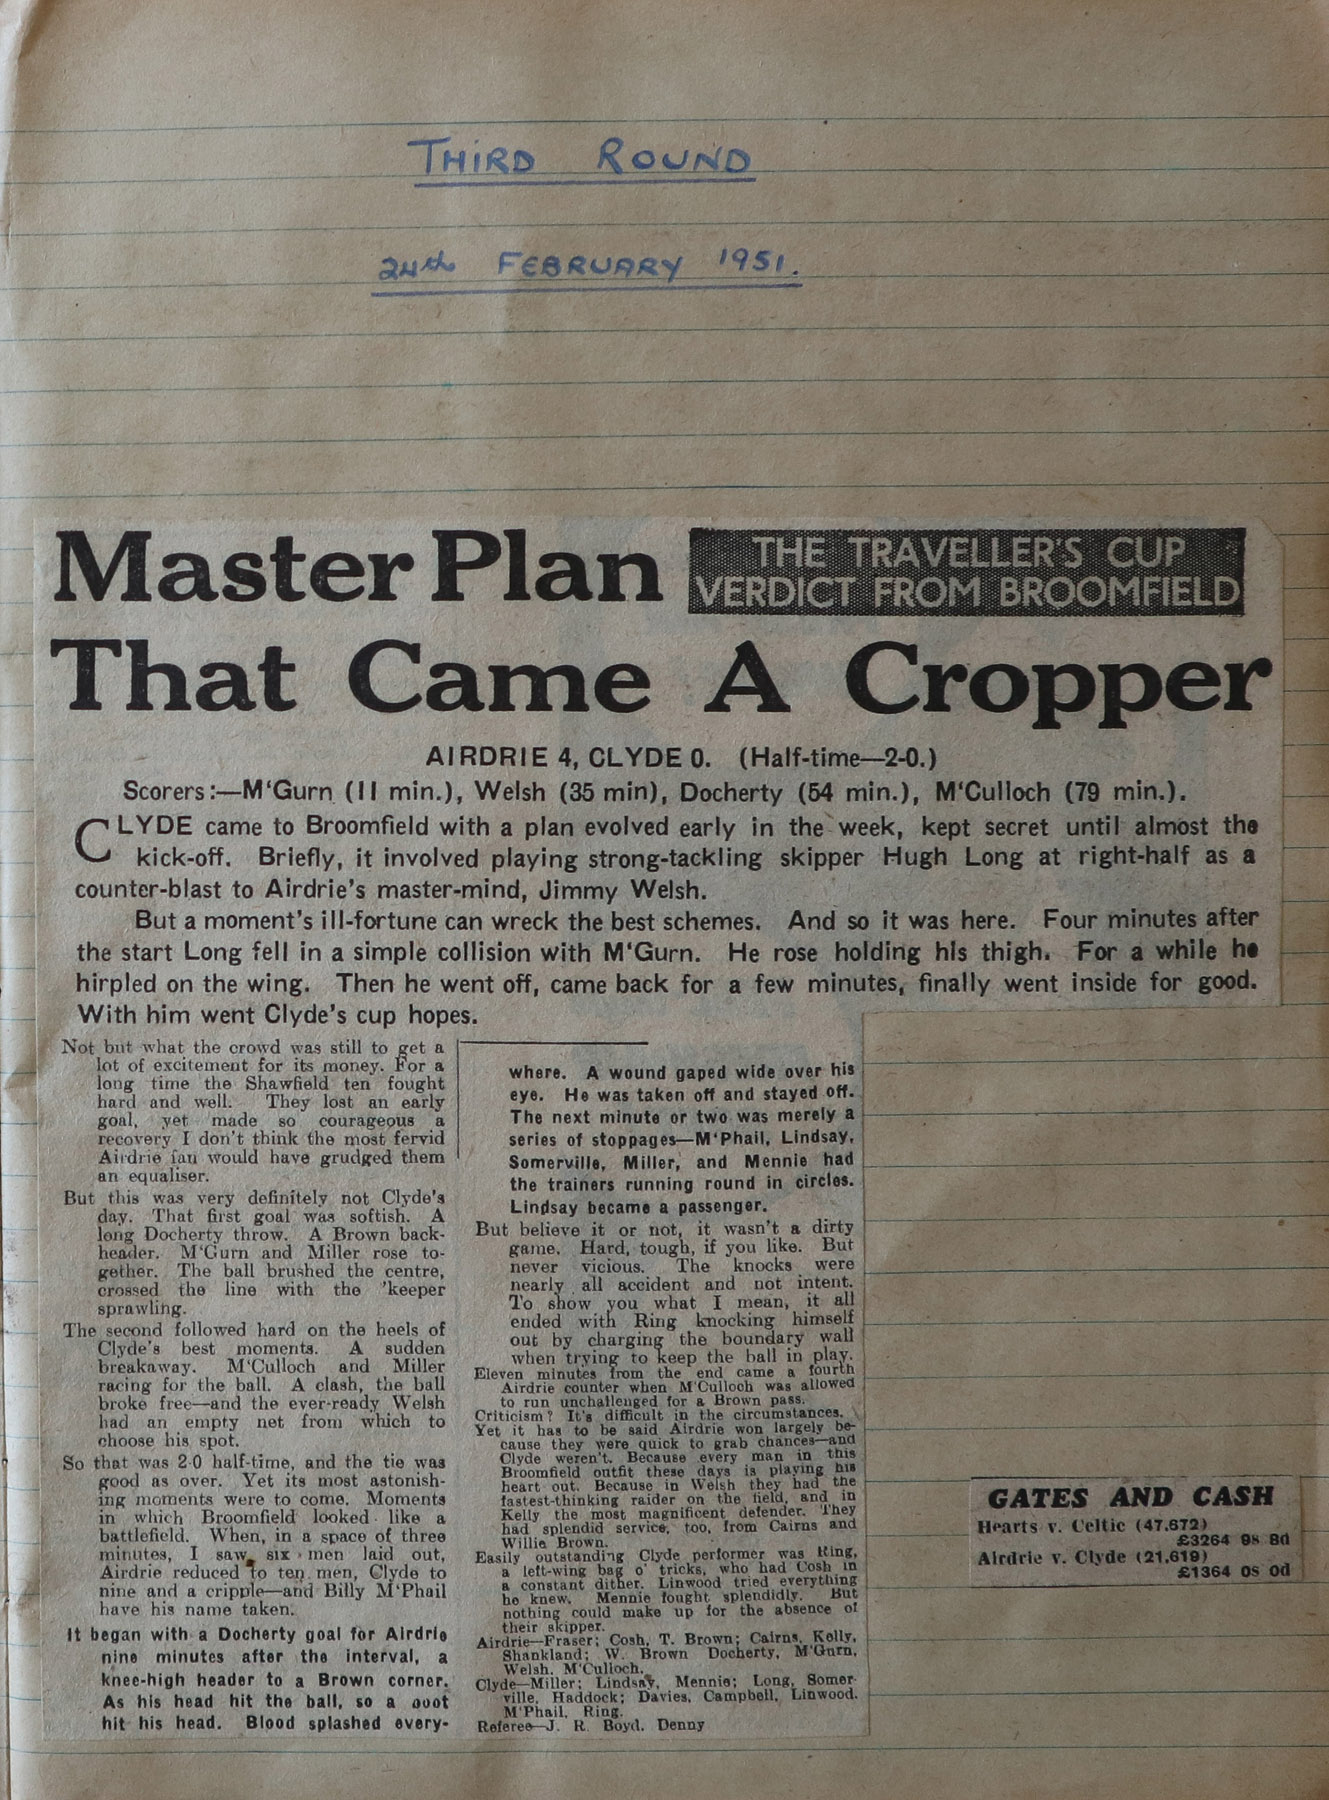 THIRD ROUND
24th FEBRUARY 1951.
Master Plan
THE TRAVELLER'S CUP
VERDICT FROM BROOMFIELD
That Came A Cropper
AIRDRIE 4, CLYDE 0. (Half-time—2-0.)
Scorers:—M‘Gurn (11 min.), Welsh (35 min), Docherty (54 min.), M‘Culloch (79 min.).
CLYDE came to Broomfield with a plan evolved early in the week, kept secret until almost the
kick-off. Briefly, it involved playing strong-tackling skipper Hugh Long at right-half as a
counter-blast to Airdrie's master-mind, Jimmy Welsh.
But a moment's ill-fortune can wreck the best schemes. And so it was here. Four minutes after
the start Long fell in a simple collision with M‘Gurn. He rose holding his thigh. For a while he
hirpled on the wing. Then he went off, came back for a few minutes, finally went inside for good.
With him went Clyde's cup hopes.
Not but what the crowd was still to get a
lot of excitement for its money. For a
long time the Shawfield ten fought
hard and well. They lost an early
goal, yet made so courageous a
recovery I don't think the most fervid
Airdrie fan would have grudged them
an equaliser.
But this was very definitely not Clyde's
day. That first goal was softish. A
long Docherty throw. A Brown back-
header. M‘Gurn and Miller rose to-
gether. The ball brushed the centre,
crossed the line with the 'keeper
sprawling.
The second followed hard on the heels of
Clyde's best moments. A sudden
breakaway. M‘Culloch and Miller
racing for the ball. A clash, the ball
broke free—and the ever-ready Welsh
had an empty net from which to
choose his spot.
So that was 2-0 half-time, and the tie was
good as over. Yet its most astonish-
ing moments were to come. Moments
in which Broomfield looked like a
battlefield. When, in a space of three
minutes, I saw six men laid out,
Airdrie reduced to ten men, Clyde to
nine and a cripple—and Billy M‘Phail
have his name taken.
It began with a Docherty goal for Airdrie
nine minutes after the interval, a
knee-high header to a Brown corner.
As his head hit the ball, so a boot
hit his head. Blood splashed every-
where. A wound gaped wide over his
eye. He was taken off and stayed off.
The next minute or two was merely a
series of stoppages—M‘Phail, Lindsay,
Somerville, Miller, and Mennie had
the trainers running round in circles.
Lindsay became a passenger.
But believe it or not, it wasn't a dirty
game. Hard, tough, if you like. But
never vicious. The knocks were
nearly all accident and not intent.
To show you what I mean, it all
ended with Ring knocking himself
out by charging the boundary wall
when trying to keep the ball in play.
Eleven minutes from the end came a fourth
Airdrie counter when M‘Culloch was allowed
to run unchallenged for a Brown pass.
Criticism? It's difficult in the circumstances.
Yet it has to be said Airdrie won largely be-
cause they were quick to grab chances—and
Clyde weren't. Because every man in this
Broomfield outfit these days is playing his
heart out. Because in Welsh they had the
fastest-thinking raider on the field, and in
Kelly the most magnificent defender. They
had splendid service, too, from Cairns and
Willie Brown.
Easily outstanding Clyde performer was Ring,
a left-wing bag o' tricks, who had Cosh in
a constant dither. Linwood tried everything
he knew. Mennie fought splendidly. But
nothing could make up for the absence of
their skipper.
Airdrie—Fraser; Cosh, T. Brown; Cairns, Kelly,
Shankland; W. Brown Docherty, M‘Gurn,
Welsh. M‘Culloch.
Clyde—Miller; Lindsay, Mennie; Long, Somer-
ville, Haddock; Davies, Campbell, Linwood.
M‘Phail, Ring.
Referee—J. R. Boyd. Denny
GATES AND CASH
Hearts v. Celtic (47,672)
£3264 9s 8d
Airdrie v. Clyde (21,619)
£1364 0s 0d